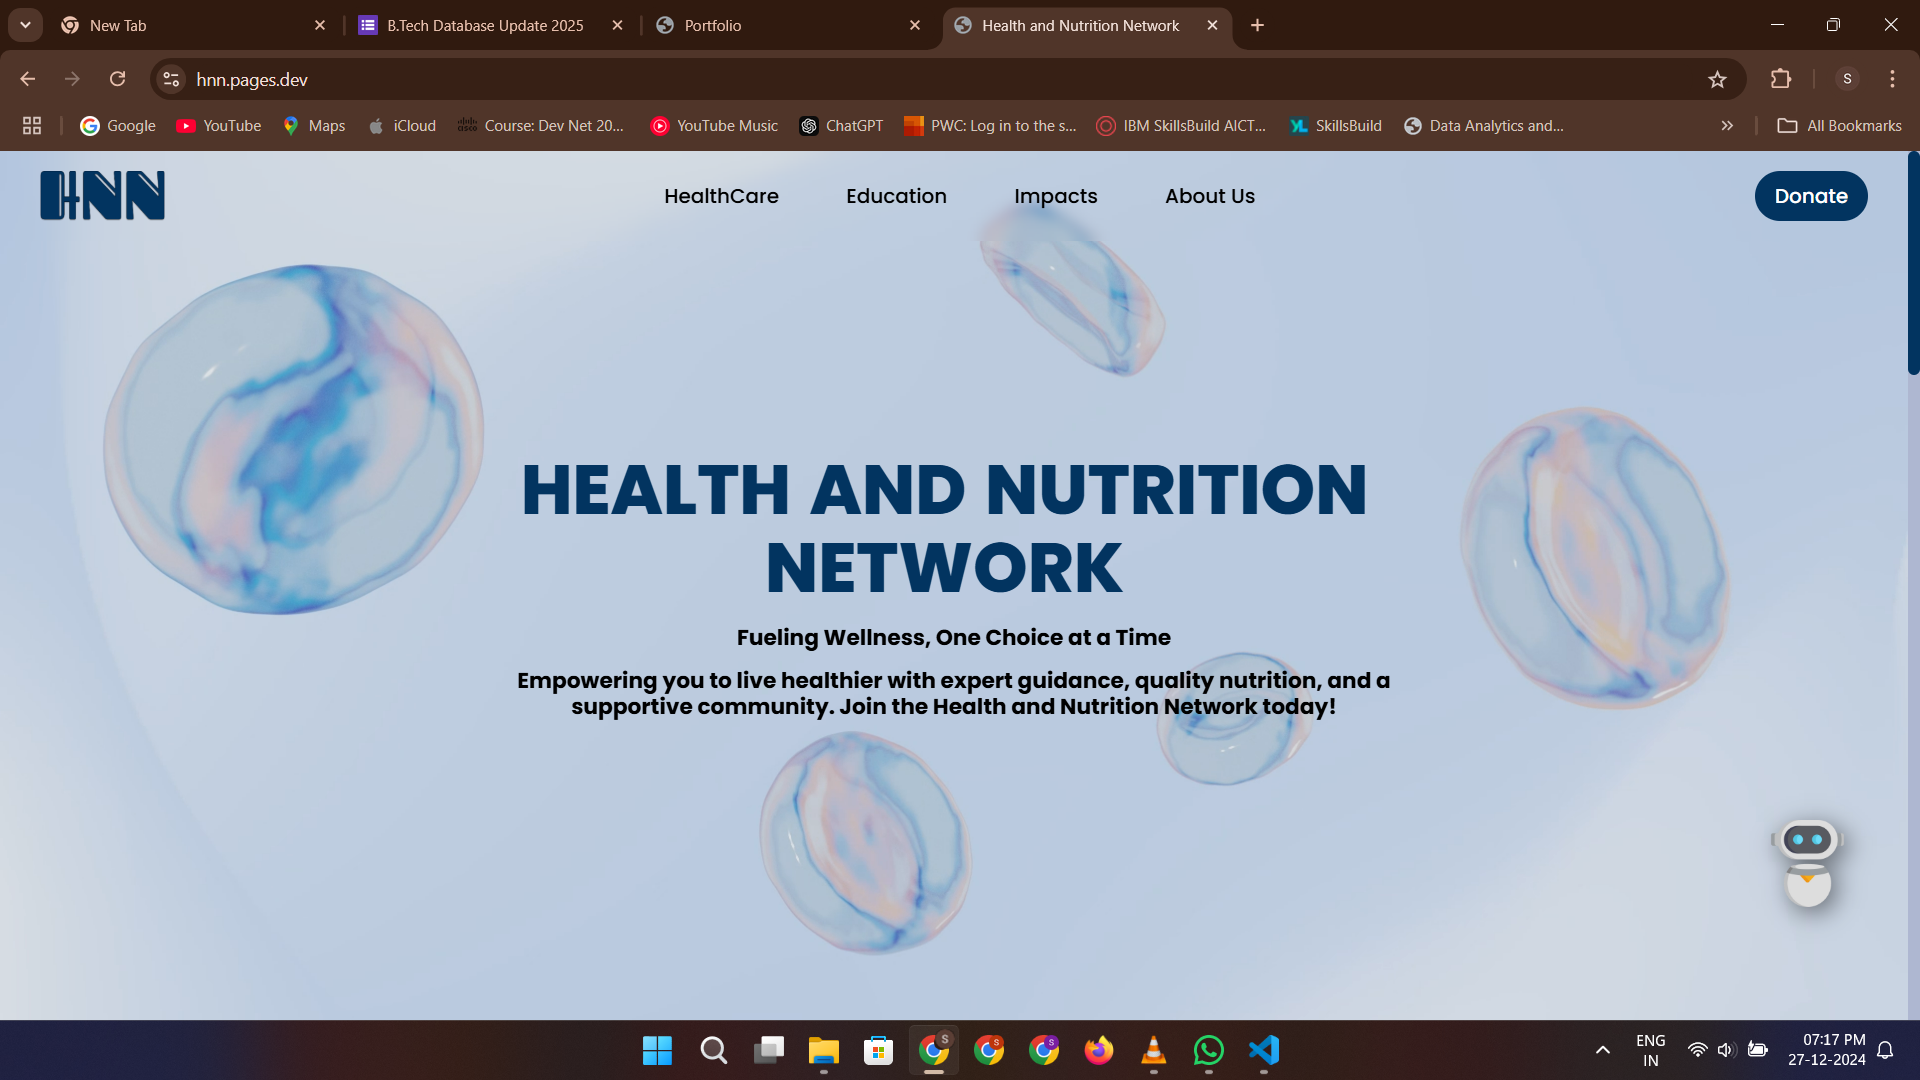 New Tab
B.Tech Database Update 2025
Portfolio
Health and Nutrition Network
hnn.pages.dev
S
Google
YouTube
Maps
iCloud
Course: Dev Net 20...
YouTube Music
ChatGPT
PWC: Log in to the s...
IBM SkillsBuild AICT...
SkillsBuild
Data Analytics and...
All Bookmarks
HNN
HealthCare
Education
Impacts
About Us
Donate
HEALTH AND NUTRITION
NETWORK
Fueling Wellness, One Choice at a Time
Empowering you to live healthier with expert guidance, quality nutrition, and a
supportive community. Join the Health and Nutrition Network today!
S
S
S
ENG
IN
07:17 PM
27-12-2024